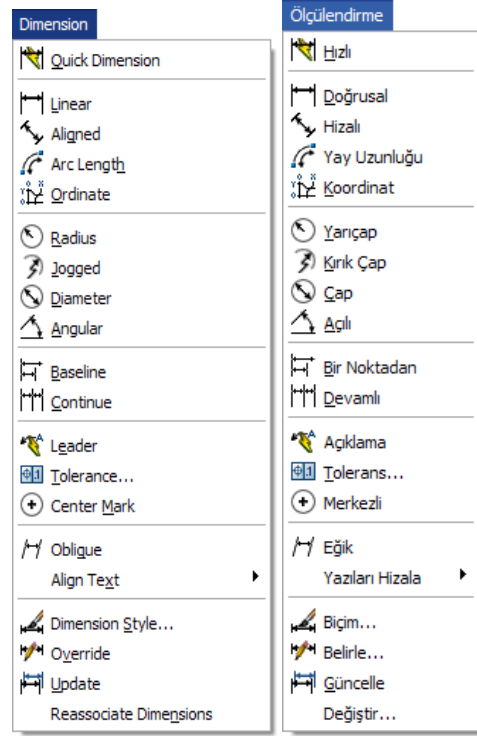 Dimension
Quick Dimension
Linear
Aligned
Arc Length
Ordinate
Radius
Jogged
Diameter
Angular
Baseline
Continue
Leader
Tolerance...
Center Mark
Oblique
Align Text
Dimension Style...
Override
Update
Reassociate Dimensions
Ölçülendirme
Hızlı
Doğrusal
Hizalı
Yay Uzunluğu
Koordinat
Yarıçap
Kırık Çap
Çap
Açılı
Bir Noktadan
Devamlı
Açıklama
Tolerans...
Merkezli
Eğik
Yazıları Hizala
Biçim...
Belirle...
Güncelle
Değiştir...